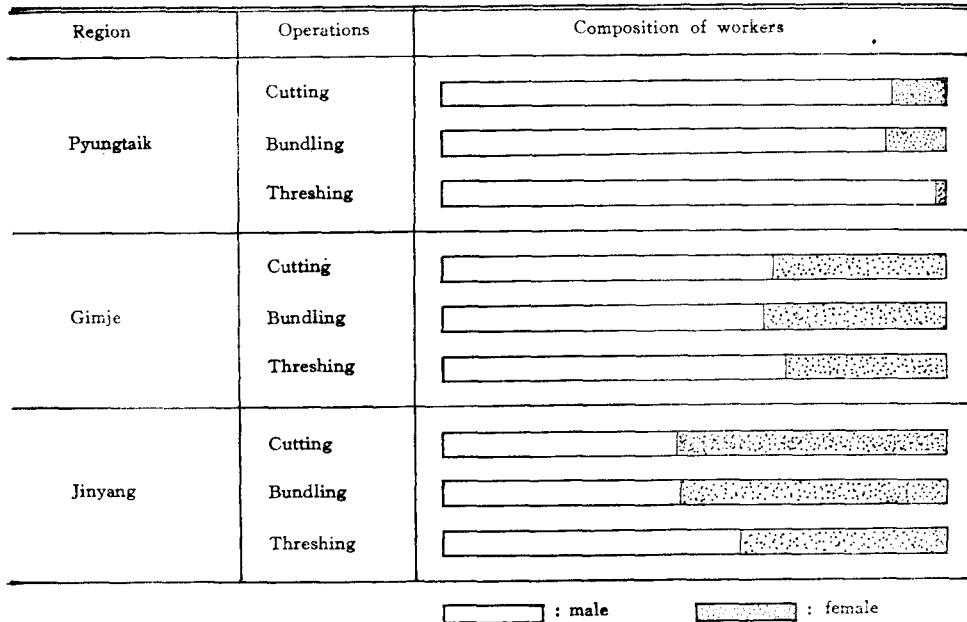 Region Operations Composition of workers
Cutting
Pyungtaik Bundling
Threshing
Cutting
Gimje Bundling
Threshing
Cutting
Jinyang Bundling
Threshing
: male : female